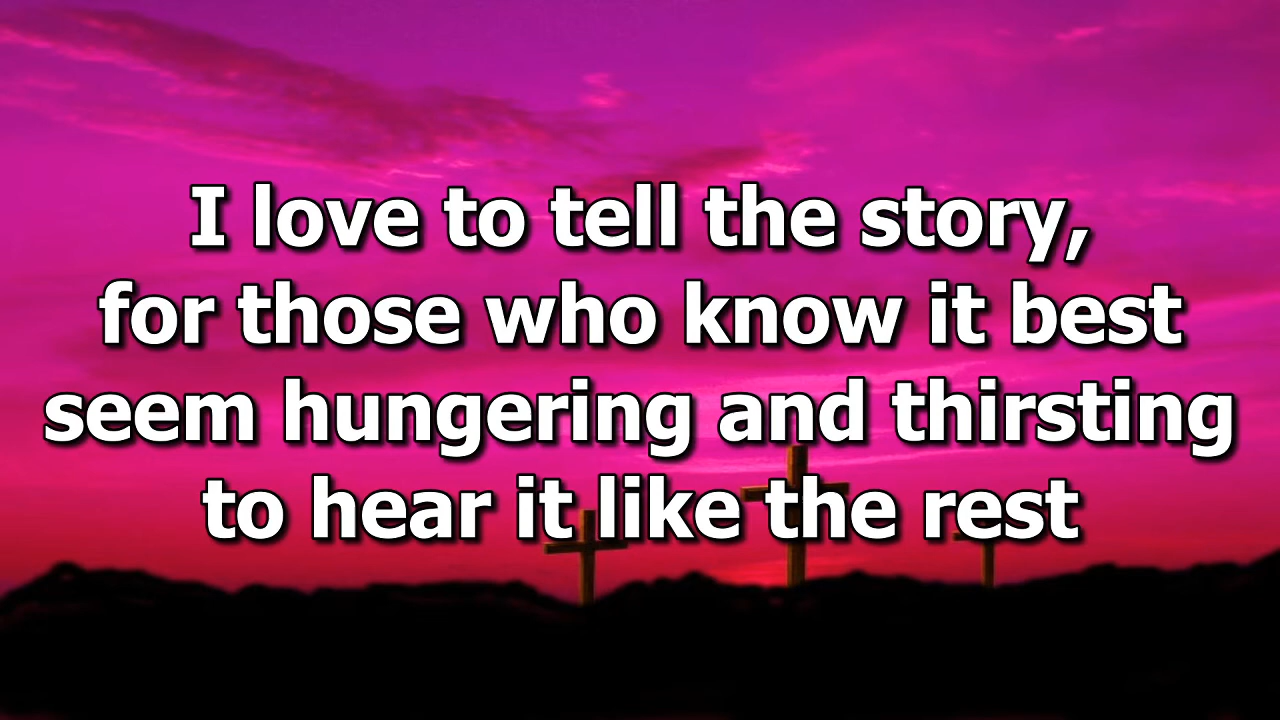 I love to tell the story,
for those who know it best
seem hungering and thirsting
to hear it like the rest